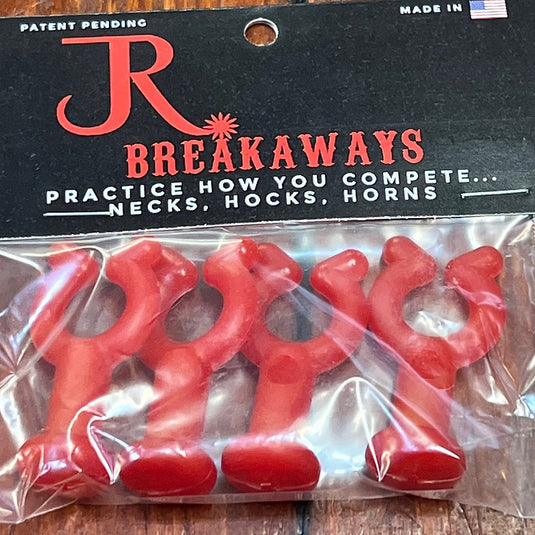 PATENT PENDING
MADE IN
JR
BREAKAWAYS
PRACTICE HOW YOU COMPETE...
NECKS, HOCKS, HORNS